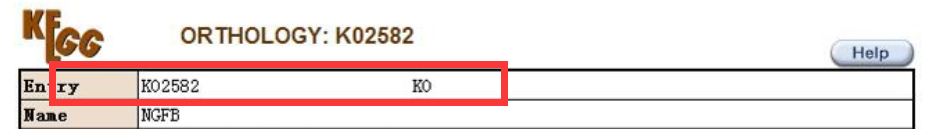 KEGG
ORTHOLOGY: K02582
Help
Entry K02582 KO
Name NGFB